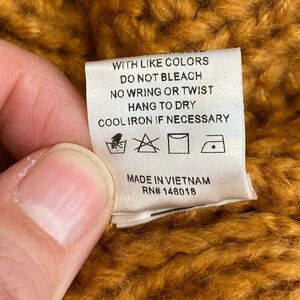 WITH LIKE COLORS
DO NOT BLEACH
NO WRING OR TWIST
HANG TO DRY
COOL IRON IF NECESSARY
MADE IN VIETNAM
RN# 148018